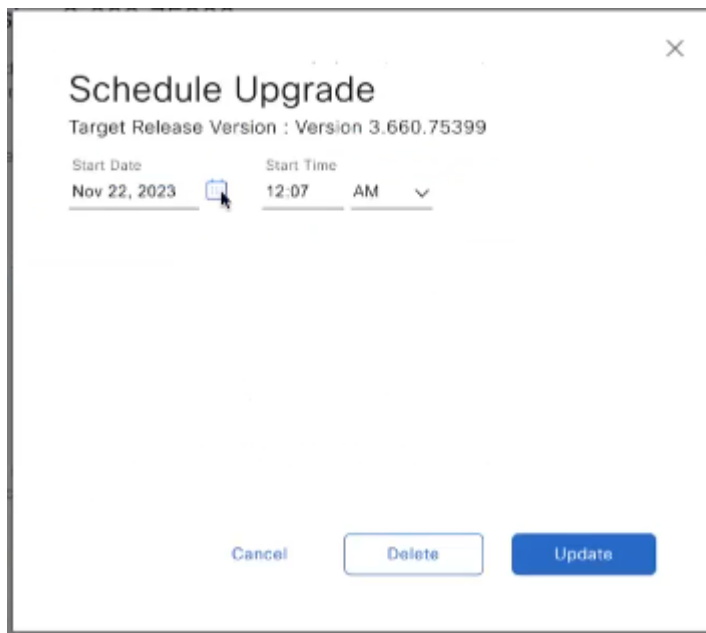 Schedule Upgrade
Target Release Version : Version 3.660.75399
Start Date Start Time
Nov 22, 2023 12:07 AM
Cancel Delete Update